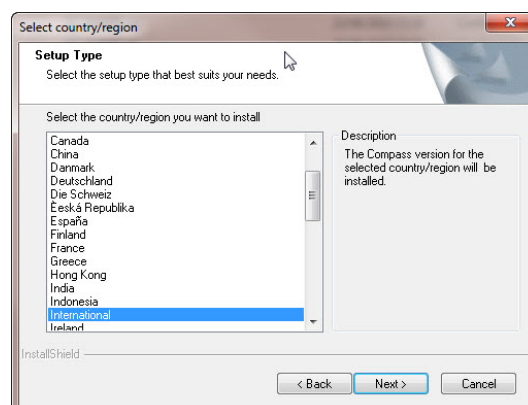 Select country/region
Setup Type
Select the setup type that best suits your needs.
Select the country/region you want to install
Canada
China
Danmark
Deutschland
Die Schweiz
Èeská Republika
España
Finland
France
Greece
Hong Kong
India
Indonesia
International
Ireland
Description
The Compass version for the
selected country/region will be
installed.
InstallShield
< Back
Next >
Cancel